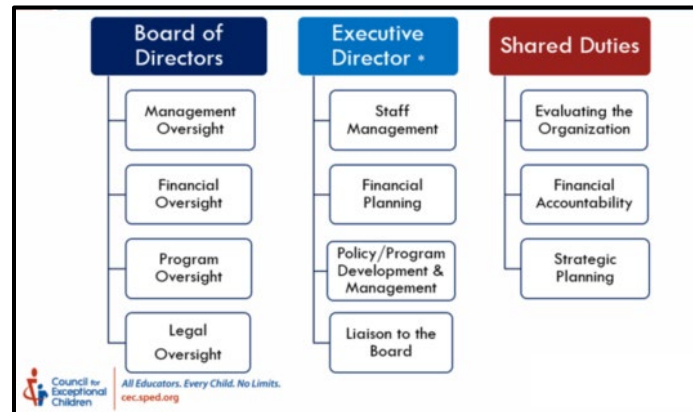 Board of
Directors
Management
Oversight
Financial
Oversight
Program
Oversight
Legal
Oversight
Executive
Director *
Staff
Management
Financial
Planning
Policy/Program
Development &
Management
Liaison to the
Board
Shared Duties
Evaluating the
Organization
Financial
Accountability
Strategic
Planning
Council for
Exceptional
Children
All Educators. Every Child. No Limits.
cec.sped.org